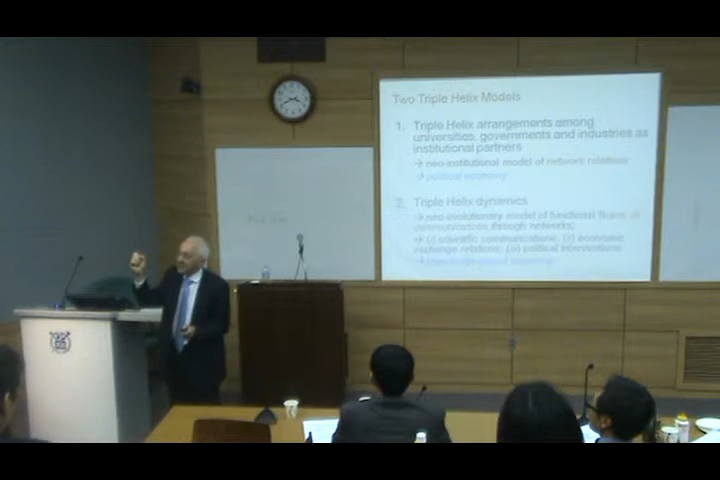 Two Triple Helix Models
1. Triple Helix arrangements among
universities, governments and industries as
institutional partners
→ neo-institutional model of network relations
→ political economy
2. Triple Helix dynamics
→ neo-evolutionary model of functional
communications through networks;
→ (i) scientific communications, (ii) economic
exchange relations, (iii) political interventions;